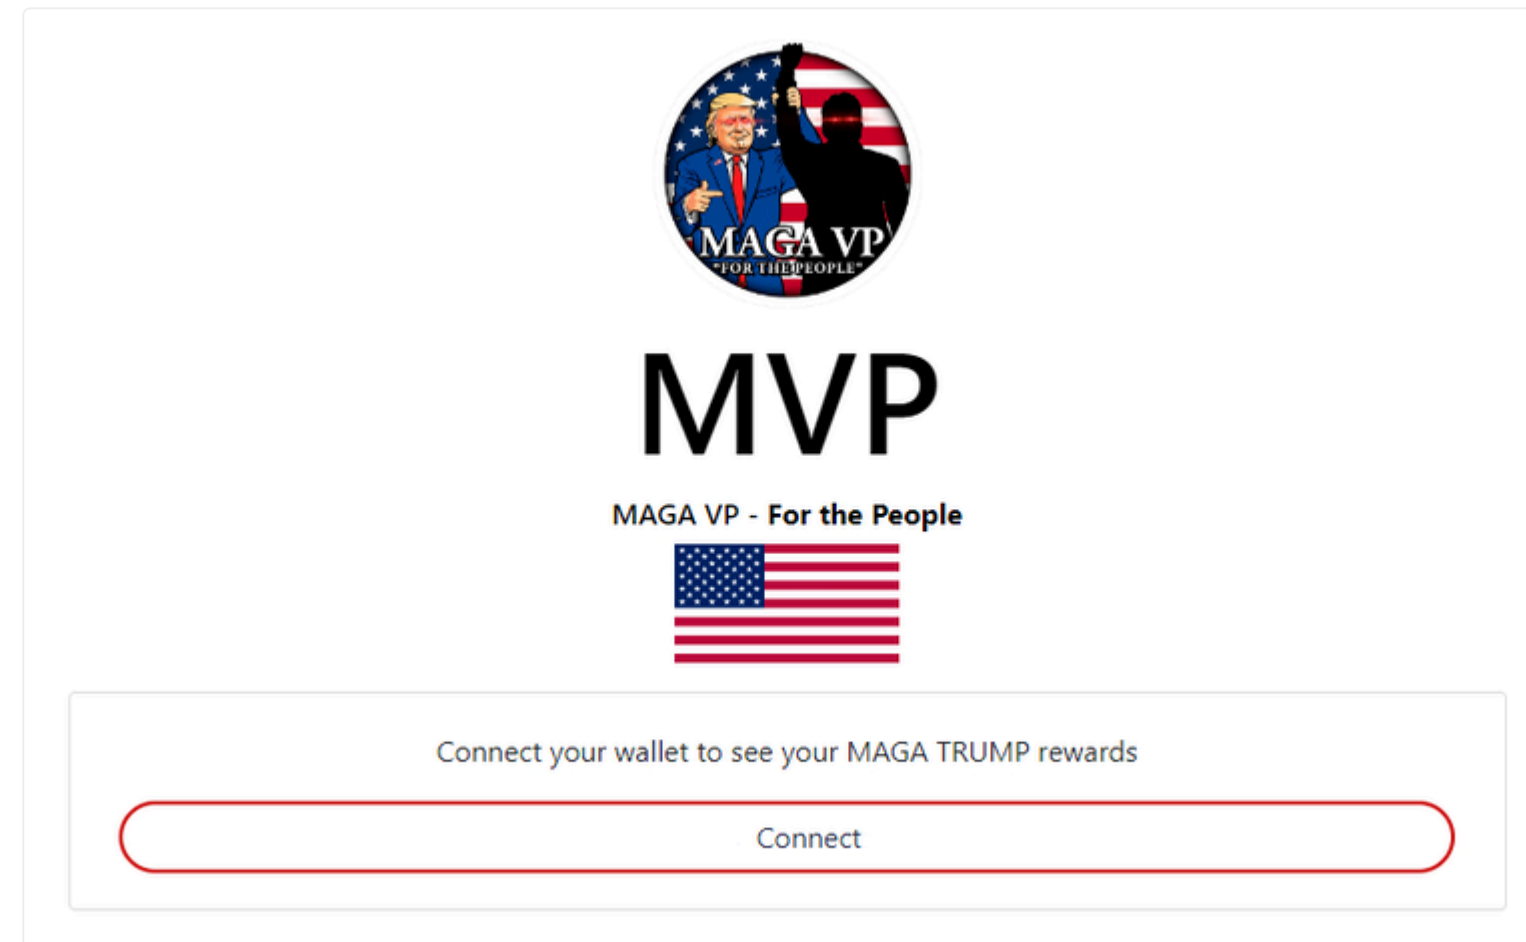 MAGA VP
"FOR THE PEOPLE"
MVP
MAGA VP - For the People
Connect your wallet to see your MAGA TRUMP rewards
Connect